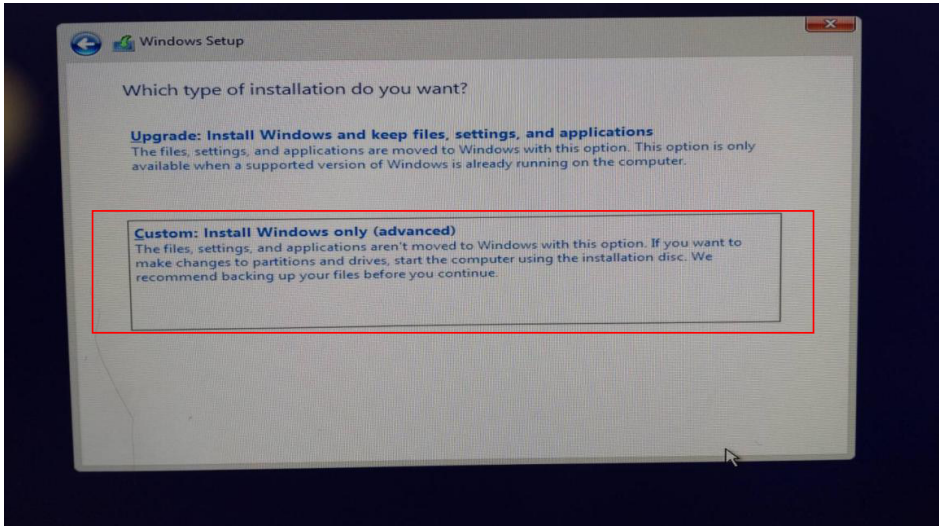 Windows Setup
Which type of installation do you want?
Upgrade: Install Windows and keep files, settings, and applications
The files, settings, and applications are moved to Windows with this option. This option is only
available when a supported version of Windows is already running on the computer.
Custom: Install Windows only (advanced)
The files, settings, and applications aren't moved to Windows with this option. If you want to
make changes to partitions and drives, start the computer using the installation disc. We
recommend backing up your files before you continue.